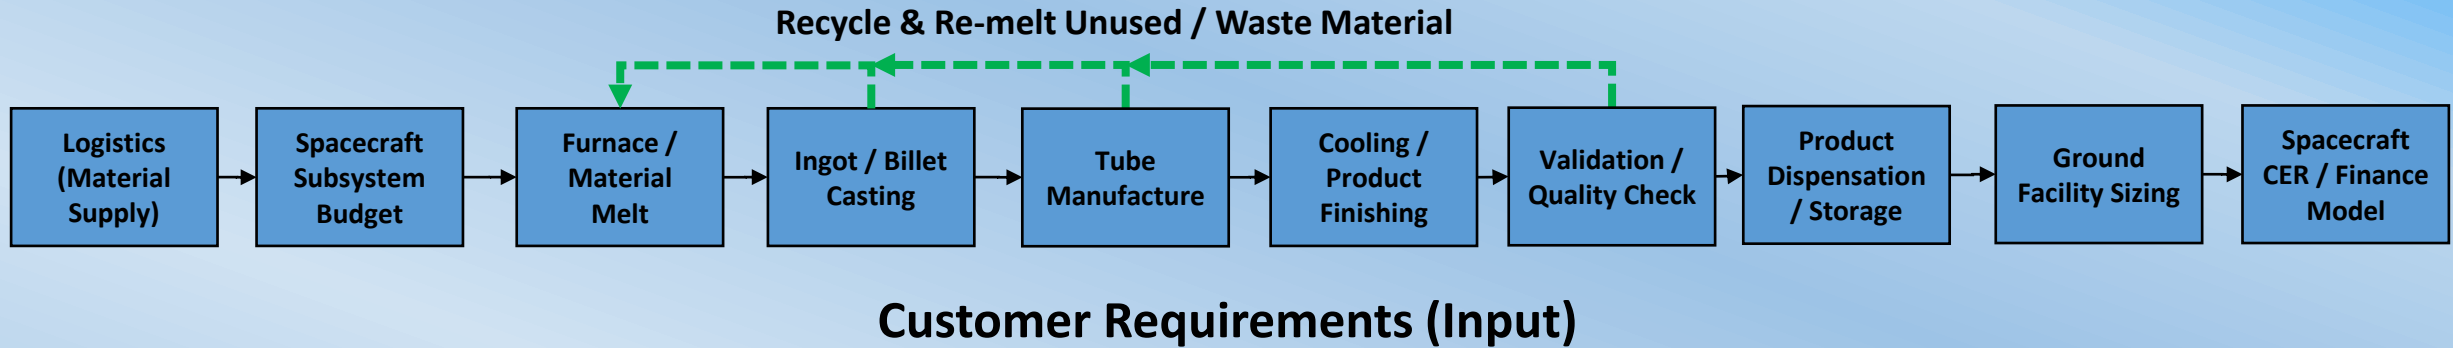 Recycle & Re-melt Unused / Waste Material
Logistics
(Material
Supply)
Spacecraft
Subsystem
Budget
Furnace /
Material
Melt
Ingot / Billet
Casting
Tube
Manufacture
Cooling /
Product
Finishing
Validation /
Quality Check
Product
Dispensation
/ Storage
Ground
Facility Sizing
Spacecraft
CER / Finance
Model
Customer Requirements (Input)